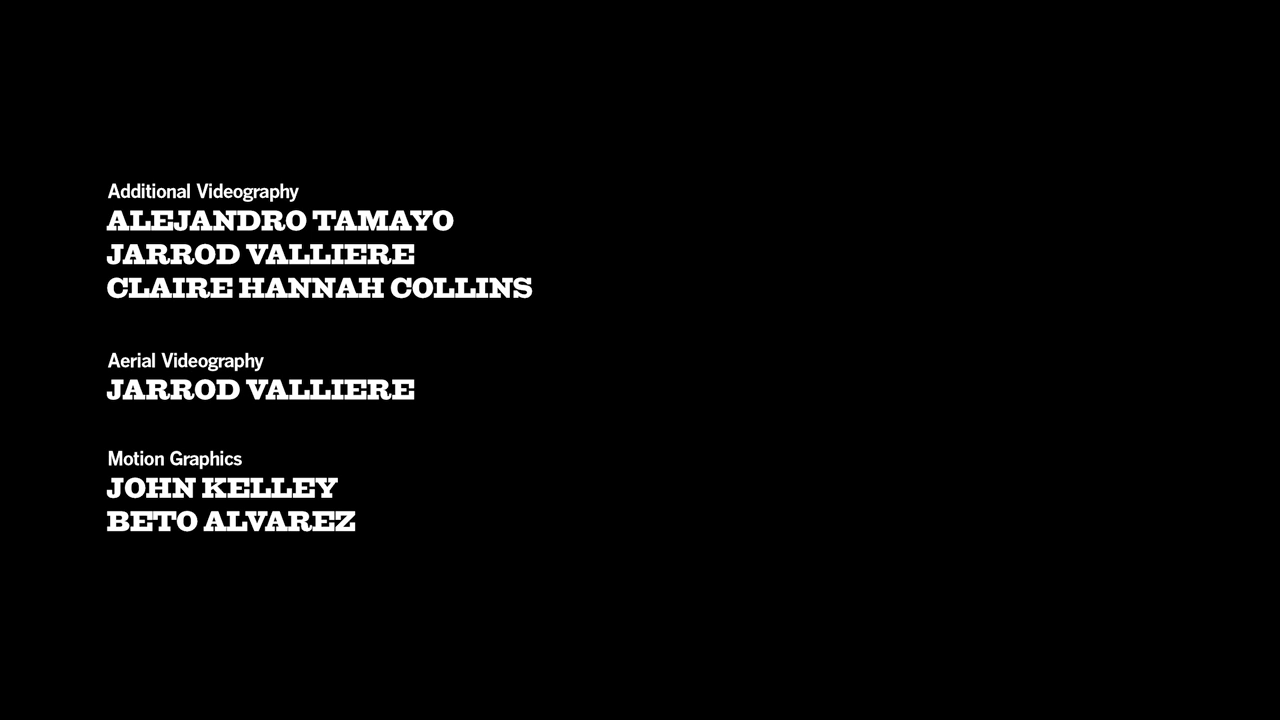 Additional Videography
ALEJANDRO TAMAYO
JARROD VALLIERE
CLAIRE HANNAH COLLINS
Aerial Videography
JARROD VALLIERE
Motion Graphics
JOHN KELLEY
BETO ALVAREZ